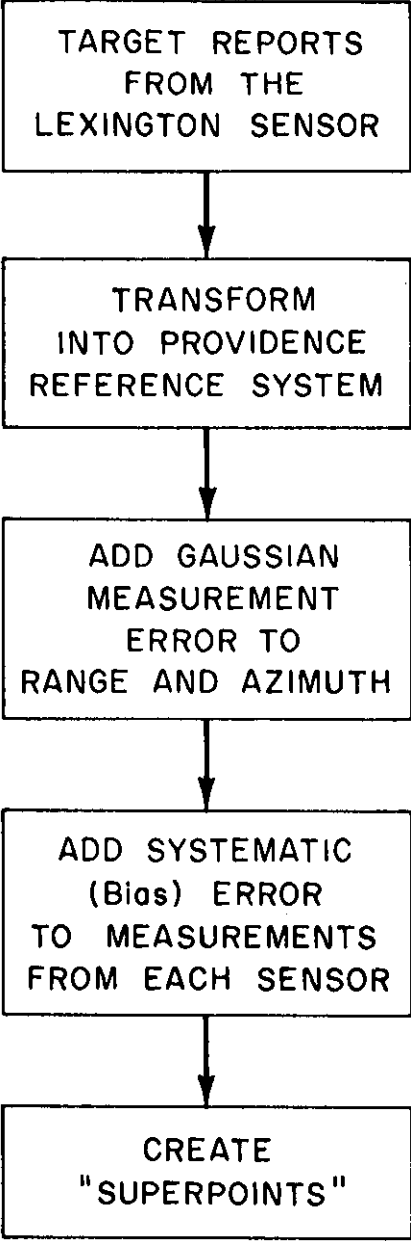 TARGET REPORTS
FROM THE
LEXINGTON SENSOR
TRANSFORM
INTO PROVIDENCE
REFERENCE SYSTEM
ADD GAUSSIAN
MEASUREMENT
ERROR TO
RANGE AND AZIMUTH
ADD SYSTEMATIC
(Bias) ERROR
TO MEASUREMENTS
FROM EACH SENSOR
CREATE
"SUPERPOINTS"